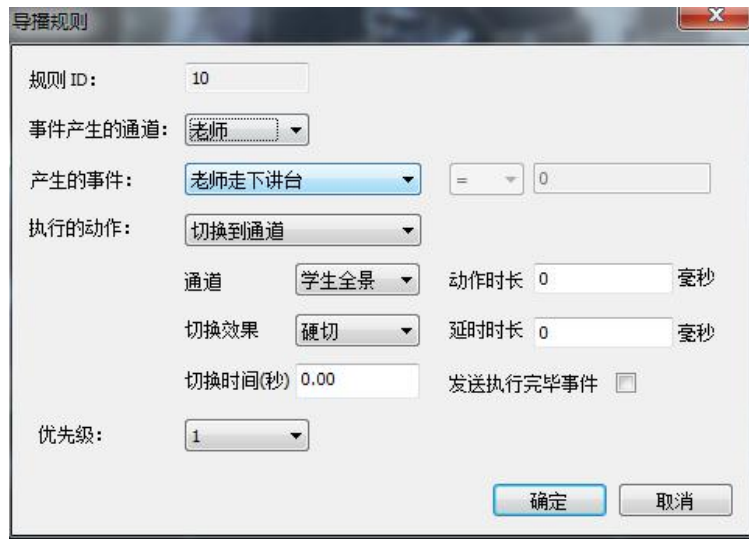 导播规则
规则ID： 10
事件产生的通道： 老师
产生的事件： 老师走下讲台 = 0
执行的动作： 切换到通道
通道 学生全景 动作时长 0 毫秒
切换效果 硬切 延时时长 0 毫秒
切换时间(秒) 0.00 发送执行完毕事件
优先级： 1
确定 取消